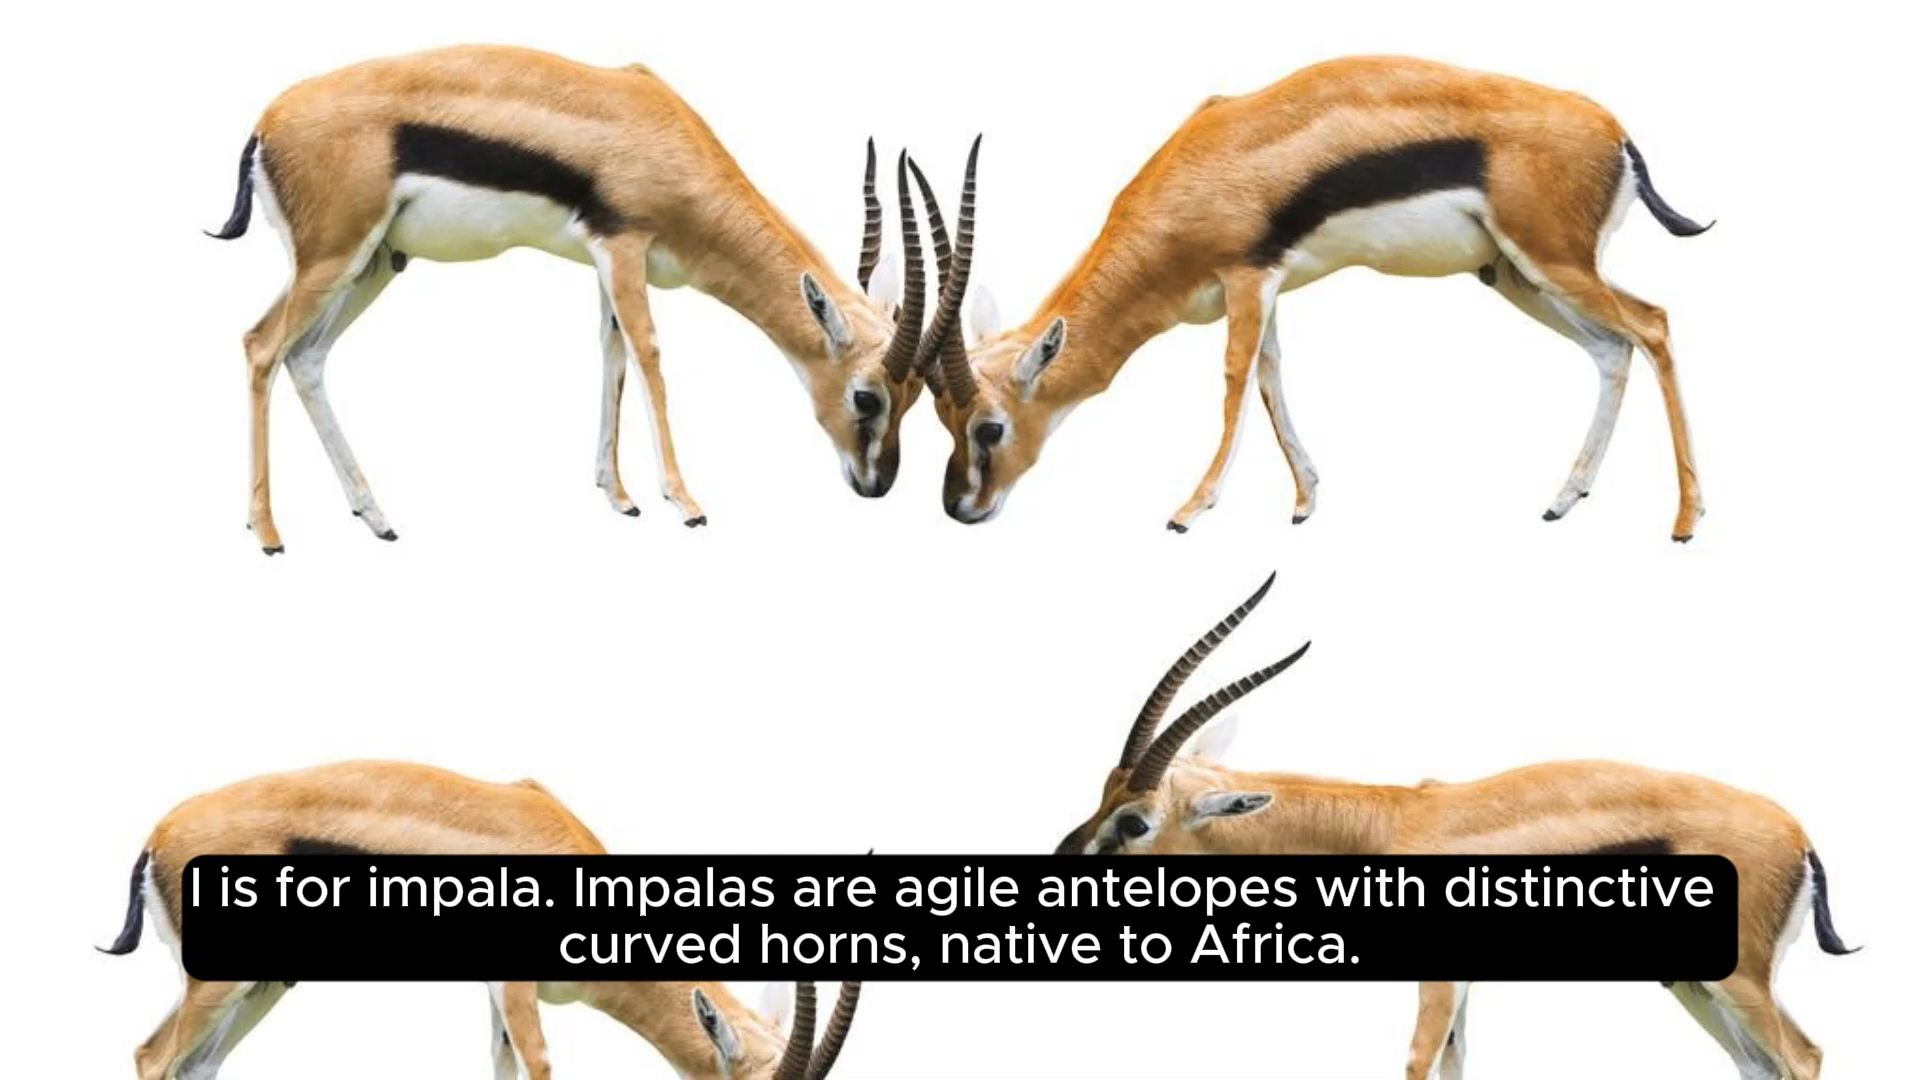 I is for impala. Impalas are agile antelopes with distinctive
curved horns, native to Africa.